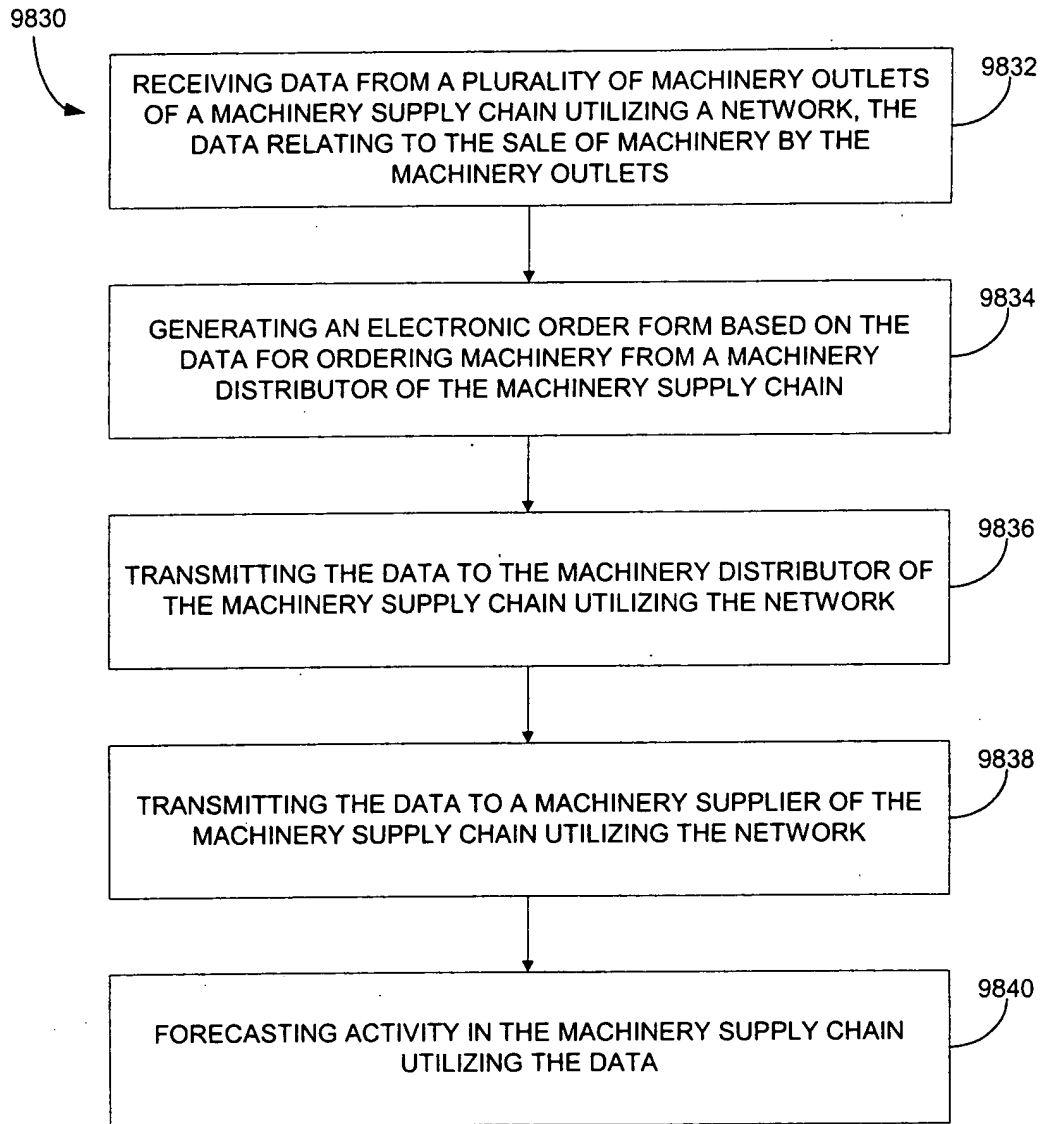 9830
RECEIVING DATA FROM A PLURALITY OF MACHINERY OUTLETS
OF A MACHINERY SUPPLY CHAIN UTILIZING A NETWORK, THE
DATA RELATING TO THE SALE OF MACHINERY BY THE
MACHINERY OUTLETS
9832
GENERATING AN ELECTRONIC ORDER FORM BASED ON THE
DATA FOR ORDERING MACHINERY FROM A MACHINERY
DISTRIBUTOR OF THE MACHINERY SUPPLY CHAIN
9834
TRANSMITTING THE DATA TO THE MACHINERY DISTRIBUTOR OF
THE MACHINERY SUPPLY CHAIN UTILIZING THE NETWORK
9836
TRANSMITTING THE DATA TO A MACHINERY SUPPLIER OF THE
MACHINERY SUPPLY CHAIN UTILIZING THE NETWORK
9838
FORECASTING ACTIVITY IN THE MACHINERY SUPPLY CHAIN
UTILIZING THE DATA
9840